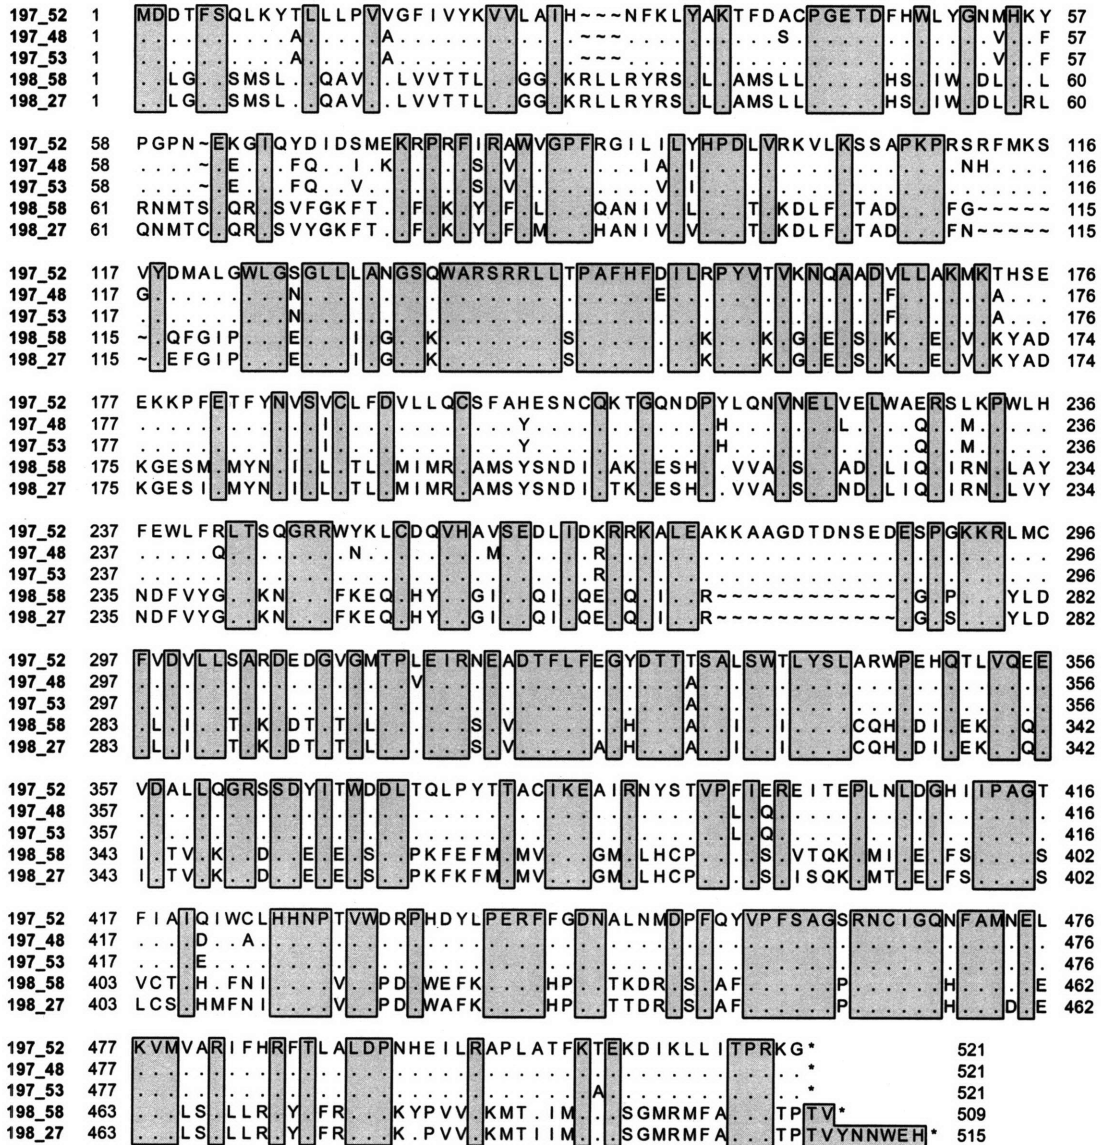 197_52 1 MDDTFSQLKYTLLLPVVGFIVYKVVLAIH~~~NFKLYAKTFDACPGETDFHWLYGNMHKY 57
197_48 1 ..........A.....A............~~~..........S.............V..F 57
197_53 1 ..........A.....A............~~~........................V..F 57
198_58 1 ..LG..SMSL..QAV..LVVTTL..GG.KRLLRYRS.L.AMSLL.....HS.IW.DL..L 60
198_27 1 ..LG..SMSL..QAV..LVVTTL..GG.KRLLRYRS.L.AMSLL.....HS.IW.DL.RL 60
197_52 58 PGPN~EKGIQYDIDSMEKRPRFIRAWVGPFRGILILYHPDLVRKVLKSSAPKPRSRFMKS 116
197_48 58 ....~.E...FQ..I.K.....S.V........IA.I................NH..... 116
197_53 58 ....~.E...FQ..V.......S.V.........V.I....................... 116
198_58 61 RNMTS.QR.SVFGKFT..F.K.Y.F.L...QANIV.L...T.KDLF.TAD...FG~~~~~ 115
198_27 61 QNMTC.QR.SVYGKFT..F.K.Y.F.M...HANIV.V...T.KDLF.TAD...FN~~~~~ 115
197_52 117 VYDMALGWLGSGLLLANGSQWARSRRLLTPAFHFDILRPYVTVKNQAADVLLAKMKTHSE 176
197_48 117 G.........N.......................E..............F......A... 176
197_53 117 ..........N......................................F......A... 176
198_58 115 ~.QFGIP...E...I.G..K........S........K....K.G.E.S.K..E.V.KYAD 174
198_27 115 ~.EFGIP...E...I.G..K........S........K...K.G.E.S.K..E.V.KYAD 174
197_52 177 EKKPFETFYNVSVCLFDVLLQCSFAHESNCQKTGQNDPYLQNVNELVELWAERSLKPWLH 236
197_48 177 ............I............Y............H.......L....Q..M..... 236
197_53 177 ............I............Y............H............Q..M..... 236
198_58 175 KGESM.MYN.I.L.TL.MIMR.AMSYSNDI.AK.ESH..VVA.S..AD.LIQ.IRN.LAY 234
198_27 175 KGESI.MYN.I.L.TL.MIMR.AMSYSNDI.TK.ESH..VVA.S..ND.LIQ.IRN.LVY 234
197_52 237 FEWLFRLTSQGRRWYKLCDQVHAVSEDLIDKRRKALEAKKAAGDTDNSEDESPGKKRLMC 296
197_48 237 .....Q........N........M.......R............................ 296
197_53 237 ..............................R............................. 296
198_58 235 NDFVYG..KN...FKEQ.HY..GI..QI.QE.Q.I..R~~~~~~~~~~~~.G.P...YLD 282
198_27 235 NDFVYG..KN...FKEQ.HY..GI..QI.QE.Q.I..R~~~~~~~~~~~~.G.S...YLD 282
197_52 297 FVDVLLSARDEDGVGMTPLEIRNEADTFLFEGYDTTTSALSWTLYSLARWPEHQTLVQEE 356
197_48 297 ..................V.................A....................... 356
197_53 297 ....................................A....................... 356
198_58 283 .L.I..T.K.DT.T.L......S.V.......H...A..I..I....CQH.DI.EK..Q. 342
198_27 283 .L.I..T.K.DT.T.L......S.V.....A.H...A..I..I....CQH.DI.EK..Q. 342
197_52 357 VDALLQGRSSDYITWDDLTQLPYTTACIKEAIRNYSTVPFIEREITEPLNLDGHIIPAGT 416
197_48 357 .......................................L.Q.................. 416
197_53 357 .......................................L.Q.................. 416
198_58 343 I.TV.K..D..E.E.S...PKFEFM.MV...GM.LHCP...S.VTQK.MI.E.FS....S 402
198_27 343 I.TV.K..D..E.E.S...PKFKFM.MV...GM.LHCP...S.ISQK.MT.E.FS....S 402
197_52 417 FIAIQIWCLHHNPTVWDRPHDYLPERFFGDNALNMDPFQYVPFSAGSRNCIGQNFAMNEL 476
197_48 417 ....D..A.................................................... 476
197_53 417 ....E....................................................... 476
198_58 403 VCT.H.FNI....V..PD.WEFK....HP..TKDR.S.AF......P......H.....E 462
198_27 403 LCS.HMFNI....V..PD.WAFK....HP..TTDR.S.AF......P......H...D.E 462
197_52 477 KVMVARIFHRFTLALDPNHEILRAPLATFKTEKDIKLLITPRKG* 521
197_48 477 ............................................* 521
197_53 477 ..............................A.............* 521
198_58 463 ...LS.LLR.Y.FR...KYPVV.KMT.IM..SGMRMFA...TPTV* 509
198_27 463 ...LS.LLR.Y.FR...K.PVV.KMTIIM..SGMRMFA...TPTVYNNWEH* 515